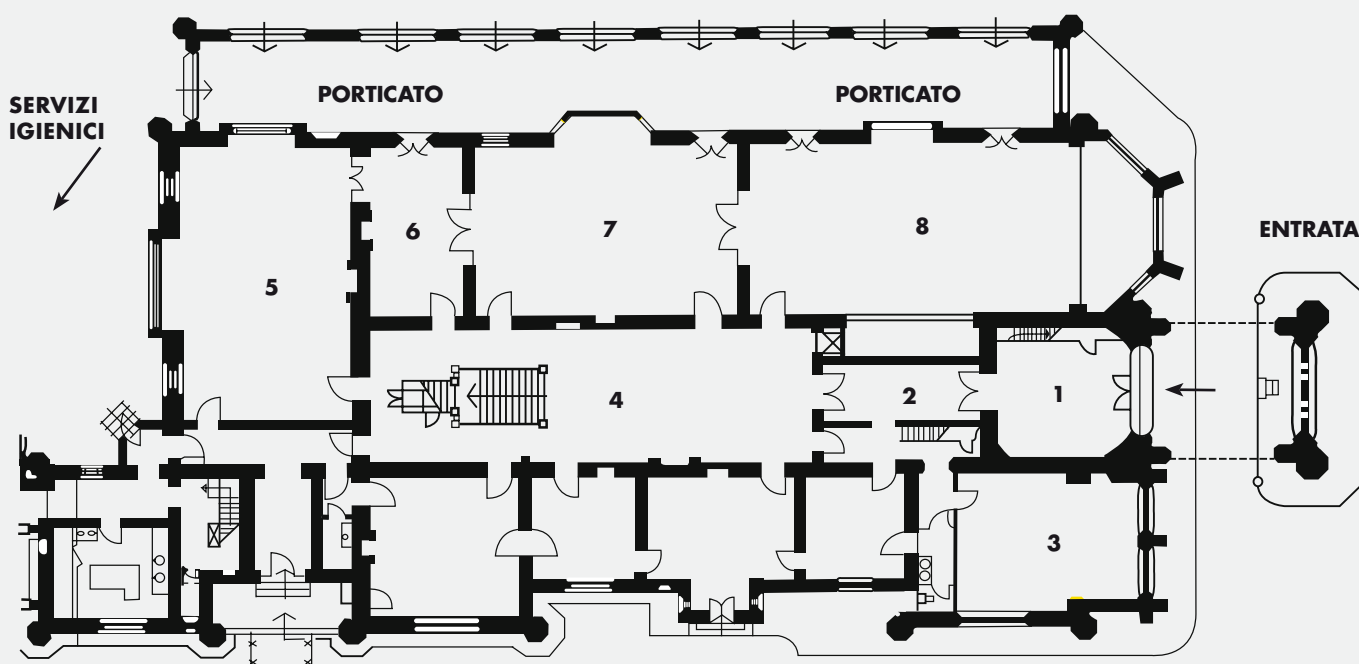 PORTICATO
PORTICATO
SERVIZI
IGIENICI
ENTRATA
6
7
8
5
4
2
1
3